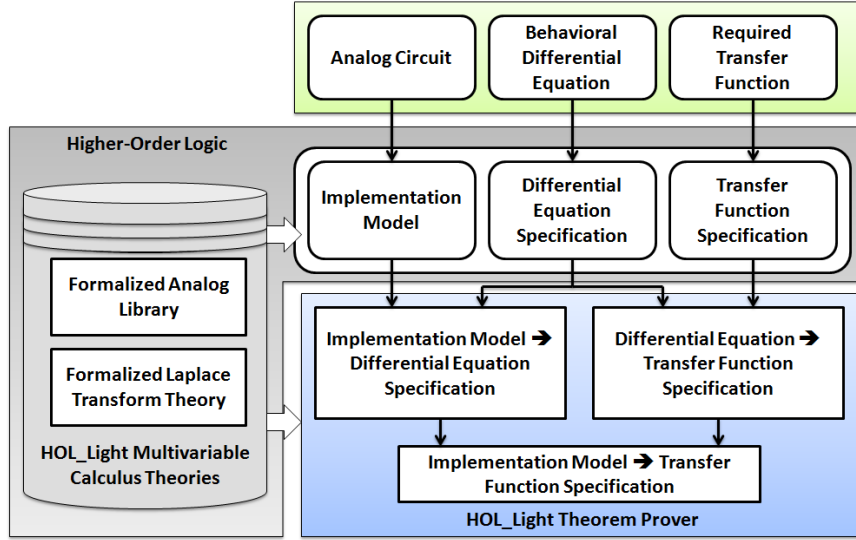 Analog Circuit
Behavioral
Differential
Equation
Required
Transfer
Function
Higher-Order Logic
Implementation
Model
Differential
Equation
Specification
Transfer
Function
Specification
Formalized Analog
Library
Formalized Laplace
Transform Theory
HOL_Light Multivariable
Calculus Theories
Implementation Model ➔
Differential Equation
Specification
Differential Equation ➔
Transfer Function
Specification
Implementation Model ➔ Transfer
Function Specification
HOL_Light Theorem Prover